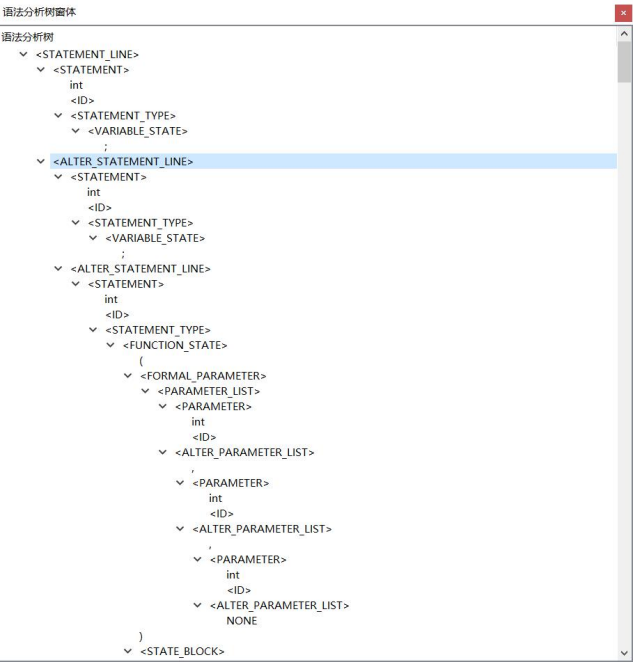 语法分析树窗体
语法分析树
<STATEMENT_LINE>
<STATEMENT>
int
<ID>
<STATEMENT_TYPE>
<VARIABLE_STATE>
;
<ALTER_STATEMENT_LINE>
<STATEMENT>
int
<ID>
<STATEMENT_TYPE>
<VARIABLE_STATE>
;
<ALTER_STATEMENT_LINE>
<STATEMENT>
int
<ID>
<STATEMENT_TYPE>
<FUNCTION_STATE>
(
<FORMAL_PARAMETER>
<PARAMETER_LIST>
<PARAMETER>
int
<ID>
<ALTER_PARAMETER_LIST>
,
<PARAMETER>
int
<ID>
<ALTER_PARAMETER_LIST>
,
<PARAMETER>
int
<ID>
<ALTER_PARAMETER_LIST>
NONE
)
<STATE_BLOCK>